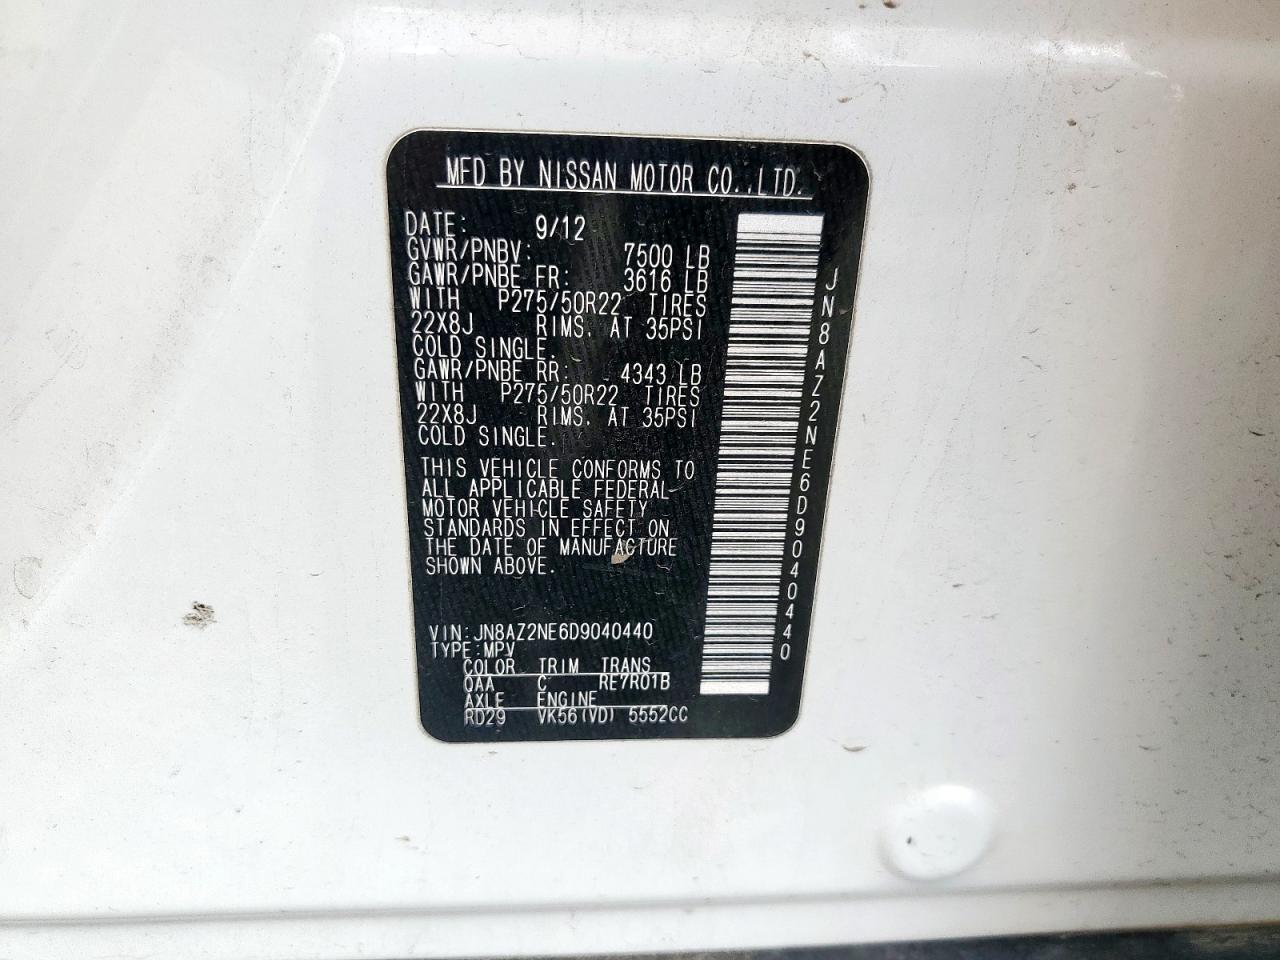 MFD BY NISSAN MOTOR CO.,LTD.
DATE: 9/12
GVWR/PNBV: 7500 LB
GAWR/PNBE FR: 3616 LB
WITH P275/50R22 TIRES
22X8J RIMS, AT 35PSI
COLD SINGLE.
GAWR/PNBE RR: 4343 LB
WITH P275/50R22 TIRES
22X8J RIMS, AT 35PSI
COLD SINGLE.
THIS VEHICLE CONFORMS TO
ALL APPLICABLE FEDERAL
MOTOR VEHICLE SAFETY
STANDARDS IN EFFECT ON
THE DATE OF MANUFACTURE
SHOWN ABOVE.
VIN:JN8AZ2NE6D9040440
TYPE:MPV
COLOR TRIM TRANS
QAA C RE7R01B
AXLE ENGINE
RD29 VK56(VD) 5552CC
JN8AZ2NE6D9040440